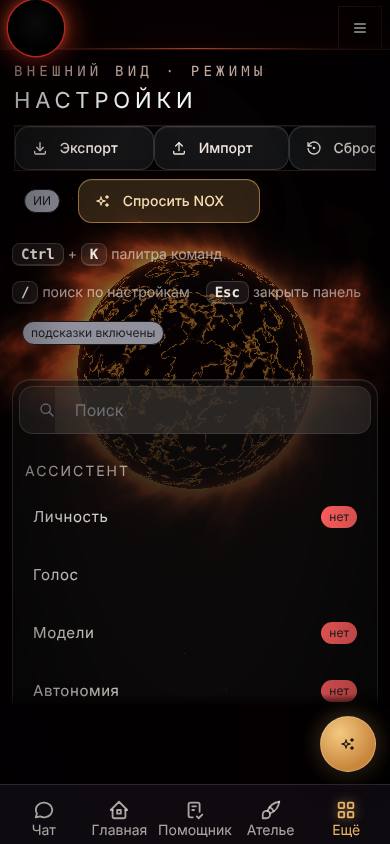 ВНЕШНИЙ ВИД · РЕЖИМЫ
НАСТРОЙКИ
Экспорт Импорт Сброс
ИИ Спросить NOX
Ctrl + K палитра команд
/ поиск по настройкам Esc закрыть панель
подсказки включены
Поиск
АССИСТЕНТ
Личность нет
Голос
Модели нет
Автономия нет
Чат Главная Помощник Ателье Ещё